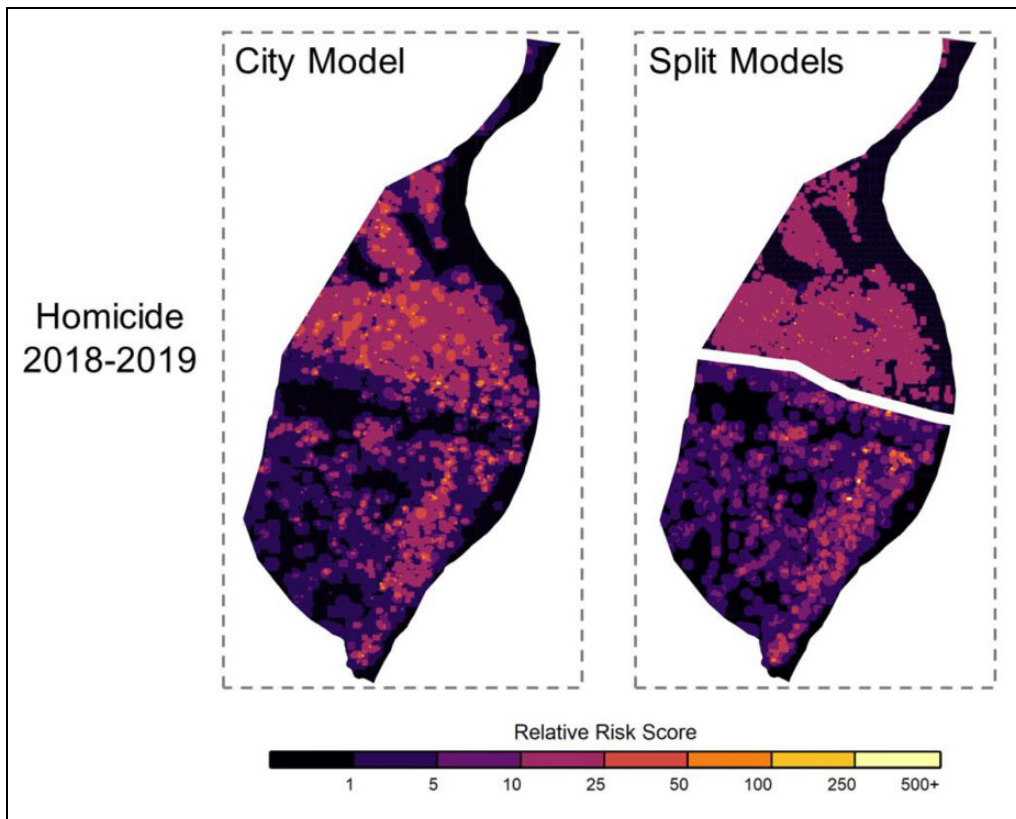 City Model
Split Models
Homicide
2018-2019
Relative Risk Score
1 5 10 25 50 100 250 500+